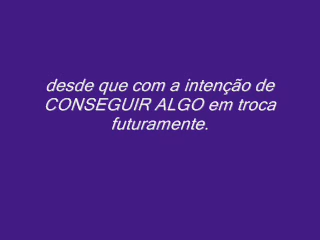 desde que com a intenção de
CONSEGUIR ALGO em troca
futuramente.